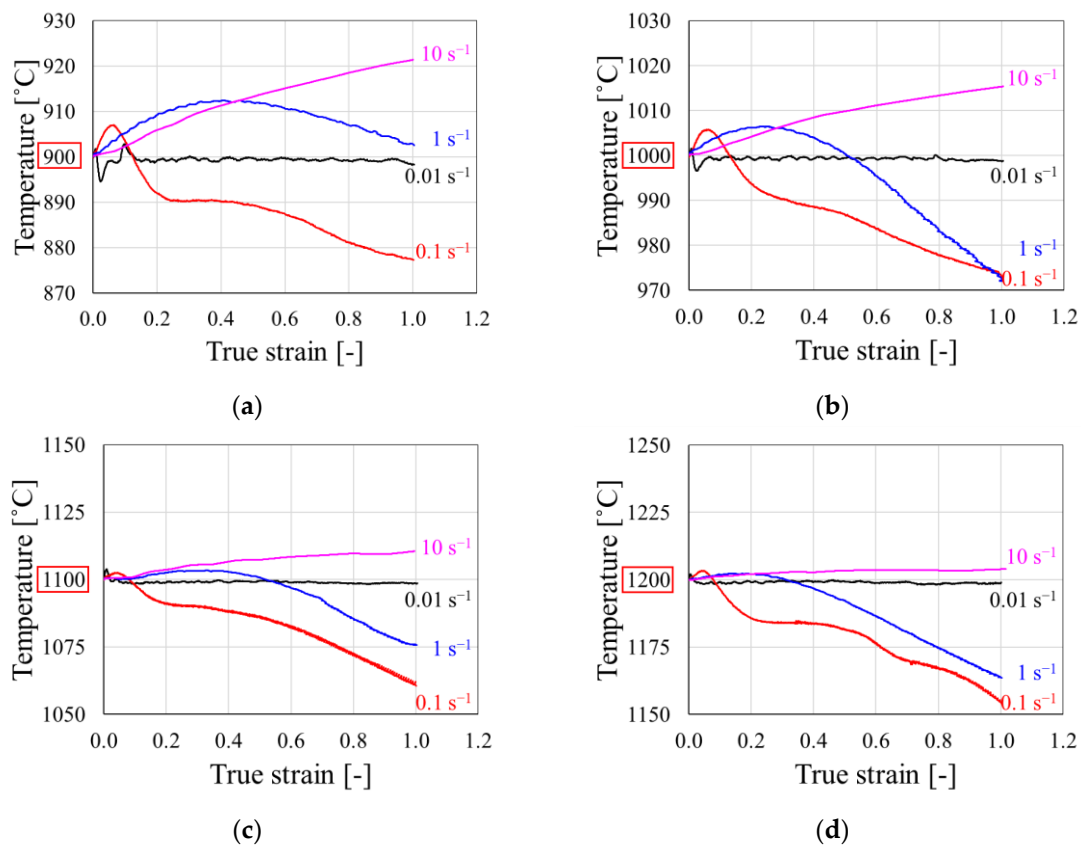 930
920
910
900
890
880
870
Temperature [˚C]
10 s⁻¹
1 s⁻¹
0.01 s⁻¹
0.1 s⁻¹
0.0 0.2 0.4 0.6 0.8 1.0 1.2
True strain [-]
(a)
1030
1020
1010
1000
990
980
970
Temperature [˚C]
10 s⁻¹
0.01 s⁻¹
1 s⁻¹
0.1 s⁻¹
0.0 0.2 0.4 0.6 0.8 1.0 1.2
True strain [-]
(b)
1150
1125
1100
1075
1050
Temperature [˚C]
10 s⁻¹
0.01 s⁻¹
1 s⁻¹
0.1 s⁻¹
0.0 0.2 0.4 0.6 0.8 1.0 1.2
True strain [-]
(c)
1250
1225
1200
1175
1150
Temperature [˚C]
10 s⁻¹
0.01 s⁻¹
1 s⁻¹
0.1 s⁻¹
0.0 0.2 0.4 0.6 0.8 1.0 1.2
True strain [-]
(d)